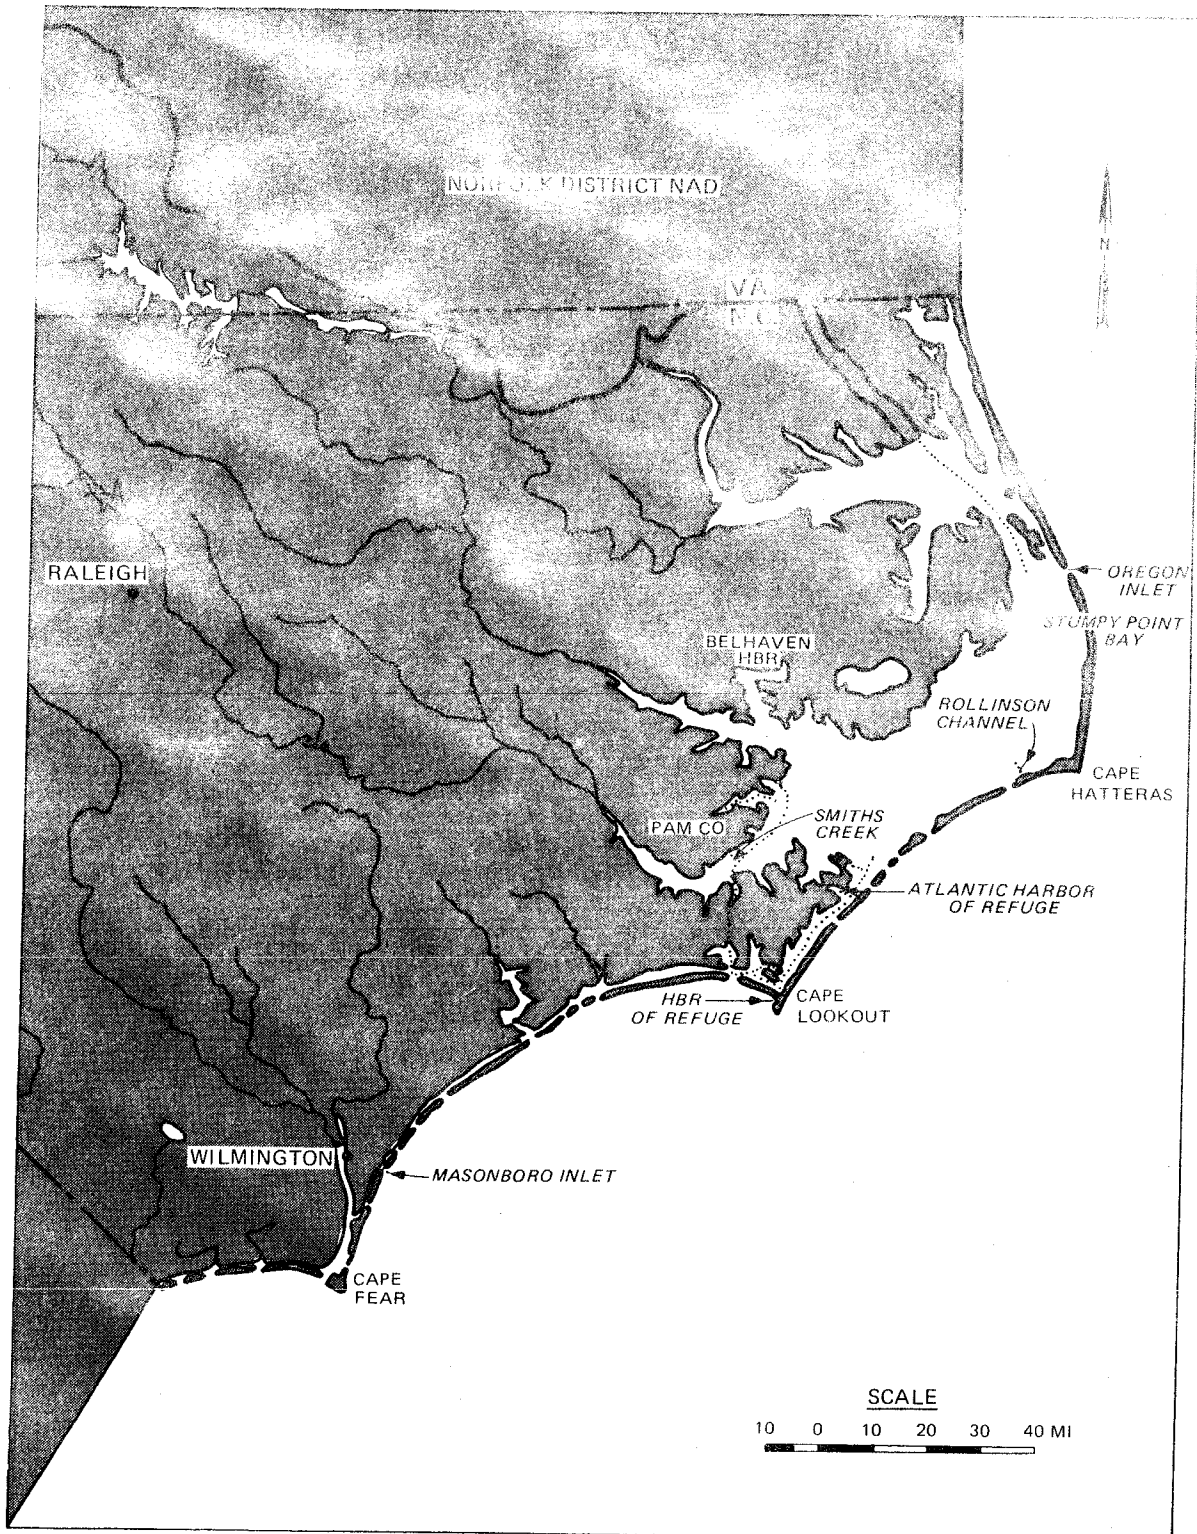 NORFOLK DISTRICT NAD
VA.
N.C.
N
RALEIGH
OREGON
INLET
STUMPY POINT
BAY
BELHAVEN
HBR
ROLLINSON
CHANNEL
CAPE
HATTERAS
PAM CO
SMITHS
CREEK
ATLANTIC HARBOR
OF REFUGE
HBR
OF REFUGE
CAPE
LOOKOUT
WILMINGTON
MASONBORO INLET
CAPE
FEAR
SCALE
10 0 10 20 30 40 MI